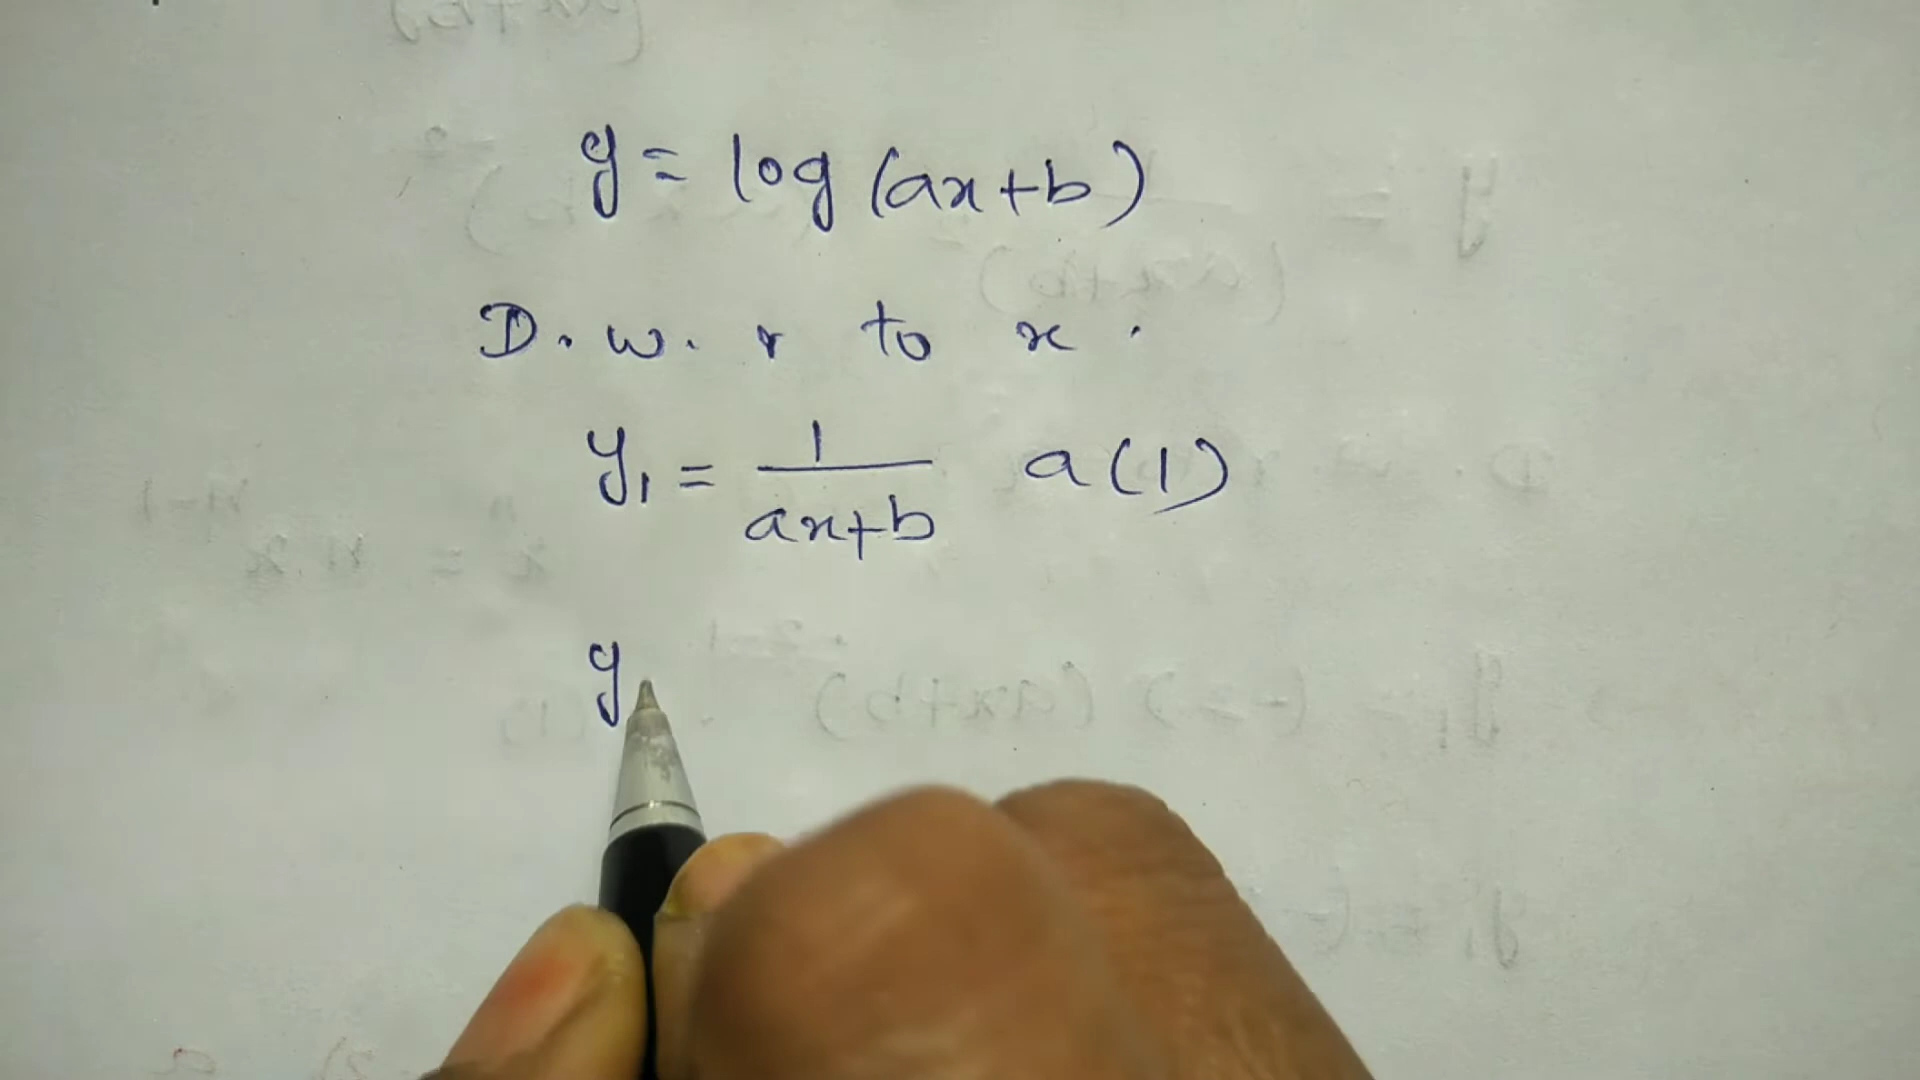 y = log (ax+b)
D. w. r to x.
y₁ = 1/(ax+b) a(1)
y